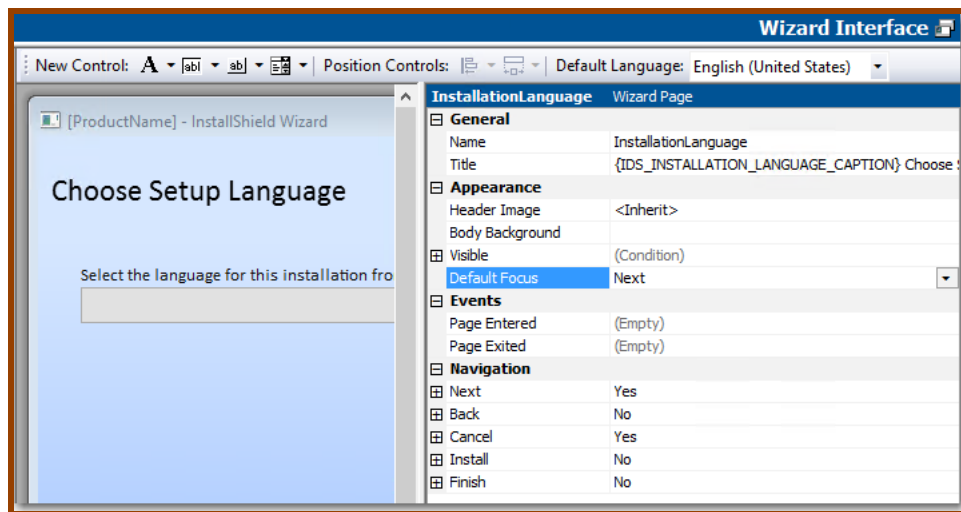 Wizard Interface
New Control: A abl ab Position Controls: Default Language: English (United States)
[ProductName] - InstallShield Wizard
Choose Setup Language
Select the language for this installation fro
InstallationLanguage Wizard Page
General
Name InstallationLanguage
Title {IDS_INSTALLATION_LANGUAGE_CAPTION} Choose S
Appearance
Header Image <Inherit>
Body Background
Visible (Condition)
Default Focus Next
Events
Page Entered (Empty)
Page Exited (Empty)
Navigation
Next Yes
Back No
Cancel Yes
Install No
Finish No